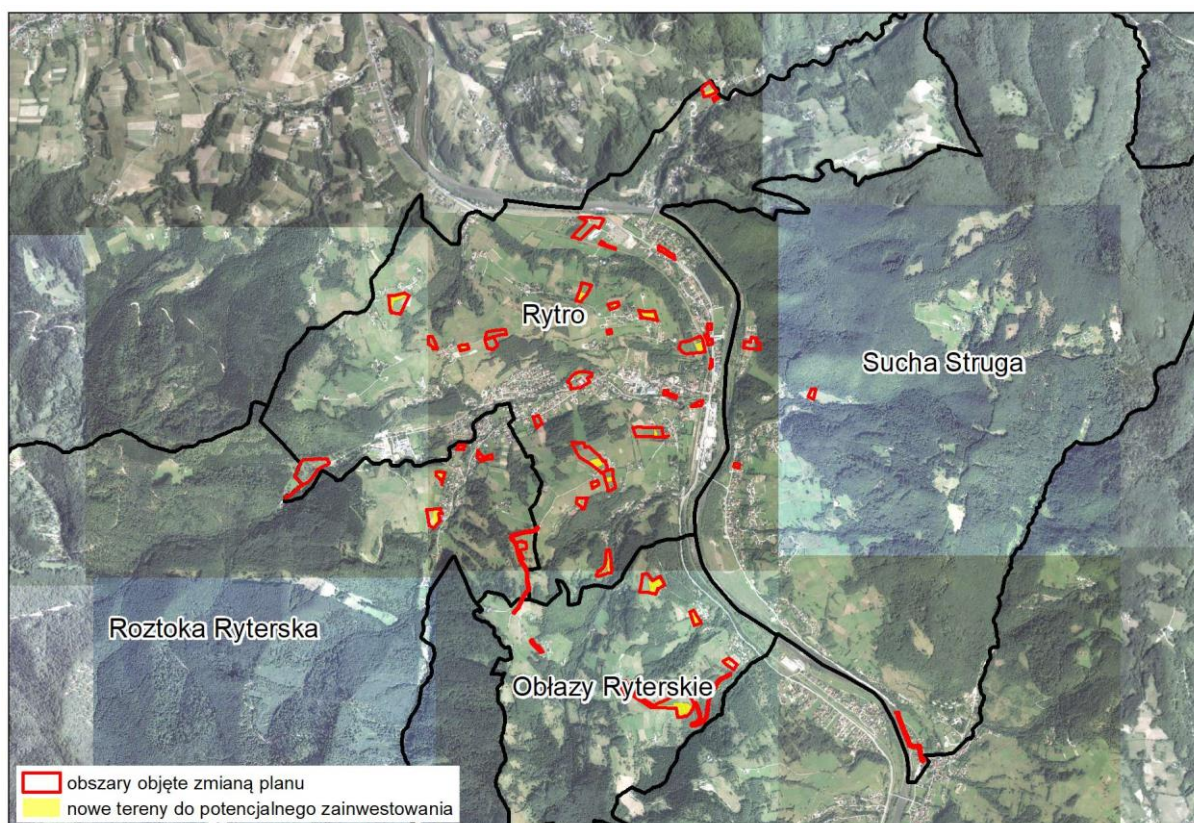 Rytro
Sucha Struga
Roztoka Ryterska
Obłazy Ryterskie
obszary objęte zmianą planu
nowe tereny do potencjalnego zainwestowania